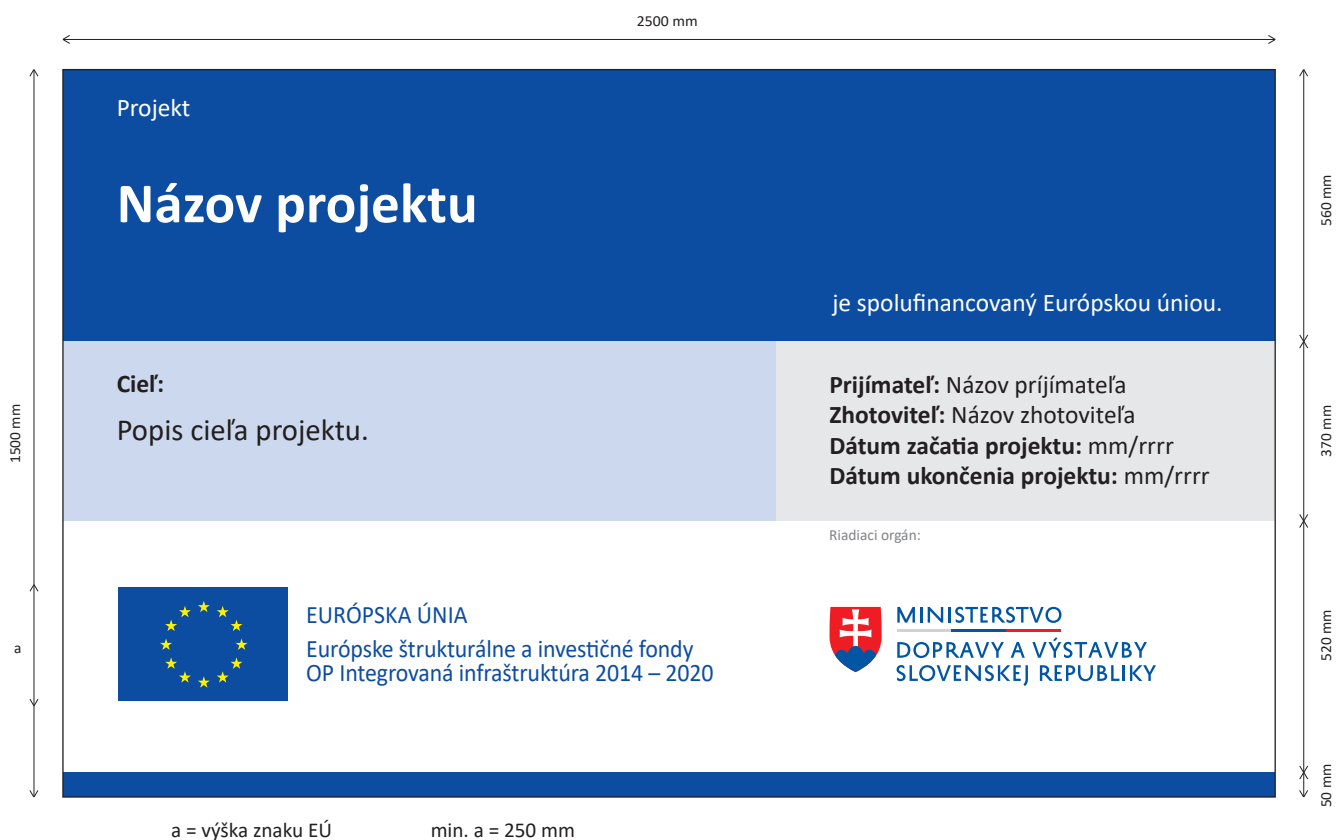 2500 mm
Projekt
Názov projektu
je spolufinancovaný Európskou úniou.
560 mm
1500 mm
Cieľ:
Popis cieľa projektu.
Prijímateľ: Názov príjímateľa
Zhotoviteľ: Názov zhotoviteľa
Dátum začatia projektu: mm/rrrr
Dátum ukončenia projektu: mm/rrrr
370 mm
Riadiaci orgán:
a
EURÓPSKA ÚNIA
Európske štrukturálne a investičné fondy
OP Integrovaná infraštruktúra 2014 – 2020
MINISTERSTVO
DOPRAVY A VÝSTAVBY
SLOVENSKEJ REPUBLIKY
520 mm
50 mm
a = výška znaku EÚ min. a = 250 mm